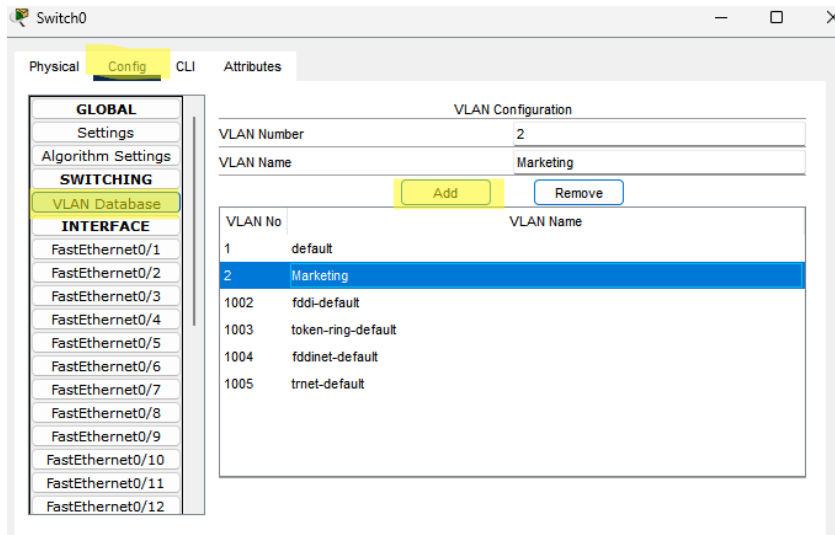 Switch0
Physical Config CLI Attributes
GLOBAL
Settings
Algorithm Settings
SWITCHING
VLAN Database
INTERFACE
FastEthernet0/1
FastEthernet0/2
FastEthernet0/3
FastEthernet0/4
FastEthernet0/5
FastEthernet0/6
FastEthernet0/7
FastEthernet0/8
FastEthernet0/9
FastEthernet0/10
FastEthernet0/11
FastEthernet0/12
VLAN Configuration
VLAN Number 2
VLAN Name Marketing
Add Remove
VLAN No VLAN Name
1 default
2 Marketing
1002 fddi-default
1003 token-ring-default
1004 fddinet-default
1005 trnet-default